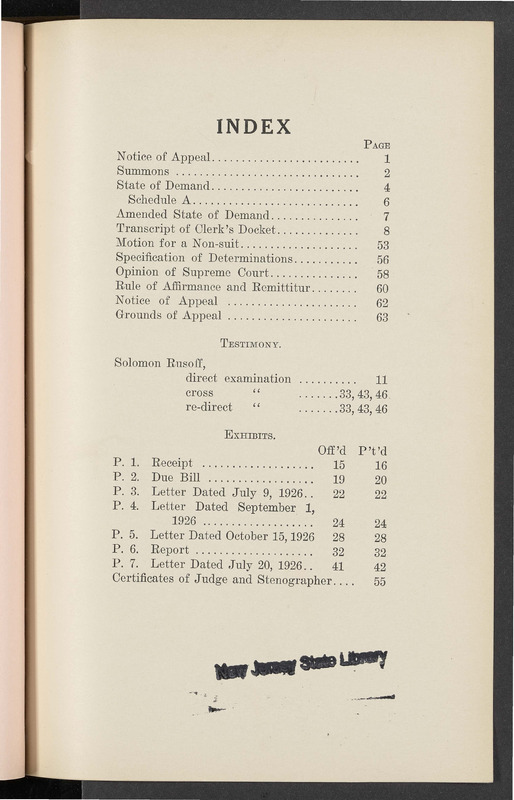 INDEX
PAGE
Notice of Appeal......................... 1
Summons ............................... 2
State of Demand......................... 4
Schedule A............................ 6
Amended State of Demand............... 7
Transcript of Clerk's Docket.............. 8
Motion for a Non-suit.................... 53
Specification of Determinations........... 56
Opinion of Supreme Court............... 58
Rule of Affirmance and Remittitur........ 60
Notice of Appeal ...................... 62
Grounds of Appeal ...................... 63
TESTIMONY.
Solomon Rusoff,
direct examination .......... 11
cross “ .......33, 43, 46
re-direct “ .......33, 43, 46
EXHIBITS.
Off'd P't'd
P. 1. Receipt ................... 15 16
P. 2. Due Bill .................. 19 20
P. 3. Letter Dated July 9, 1926.. 22 22
P. 4. Letter Dated September 1,
1926 ................... 24 24
P. 5. Letter Dated October 15, 1926 28 28
P. 6. Report .................... 32 32
P. 7. Letter Dated July 20, 1926.. 41 42
Certificates of Judge and Stenographer.... 55
New Jersey State Library